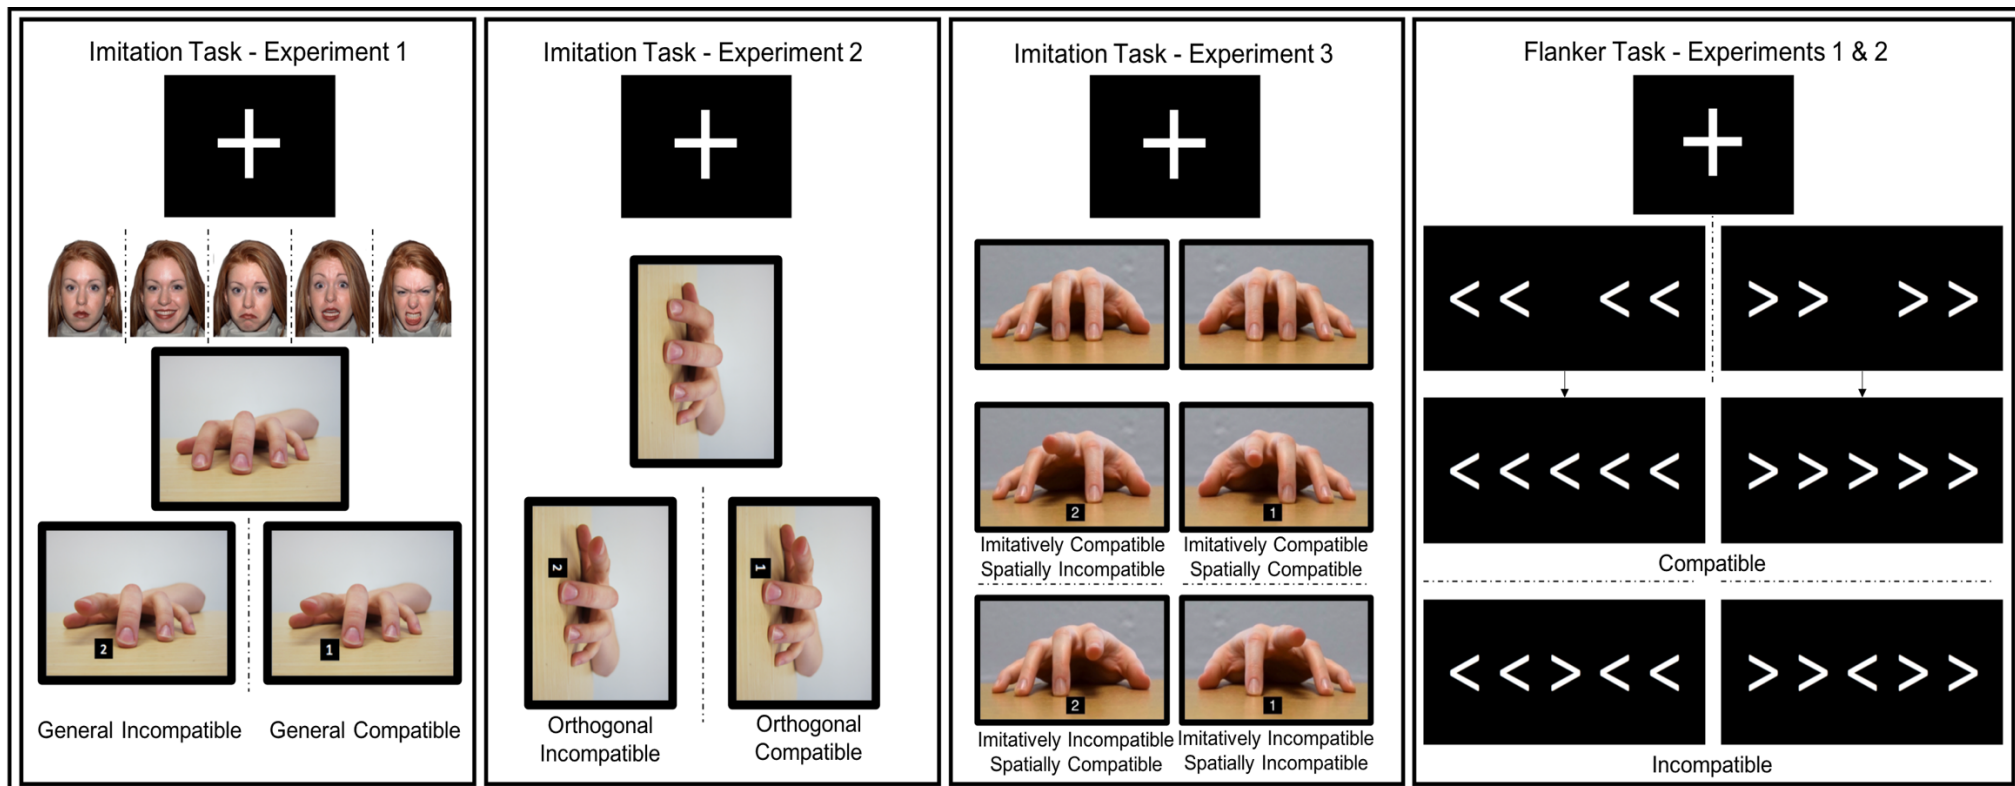 Imitation Task - Experiment 1
2
1
General Incompatible
General Compatible
Imitation Task - Experiment 2
2
1
Orthogonal
Incompatible
Orthogonal
Compatible
Imitation Task - Experiment 3
2
1
Imitatively Compatible
Spatially Incompatible
Imitatively Compatible
Spatially Compatible
2
1
Imitatively Incompatible
Spatially Compatible
Imitatively Incompatible
Spatially Incompatible
Flanker Task - Experiments 1 & 2
< < < <
> > > >
< < < < <
> > > > >
Compatible
< < > < <
> > < > >
Incompatible